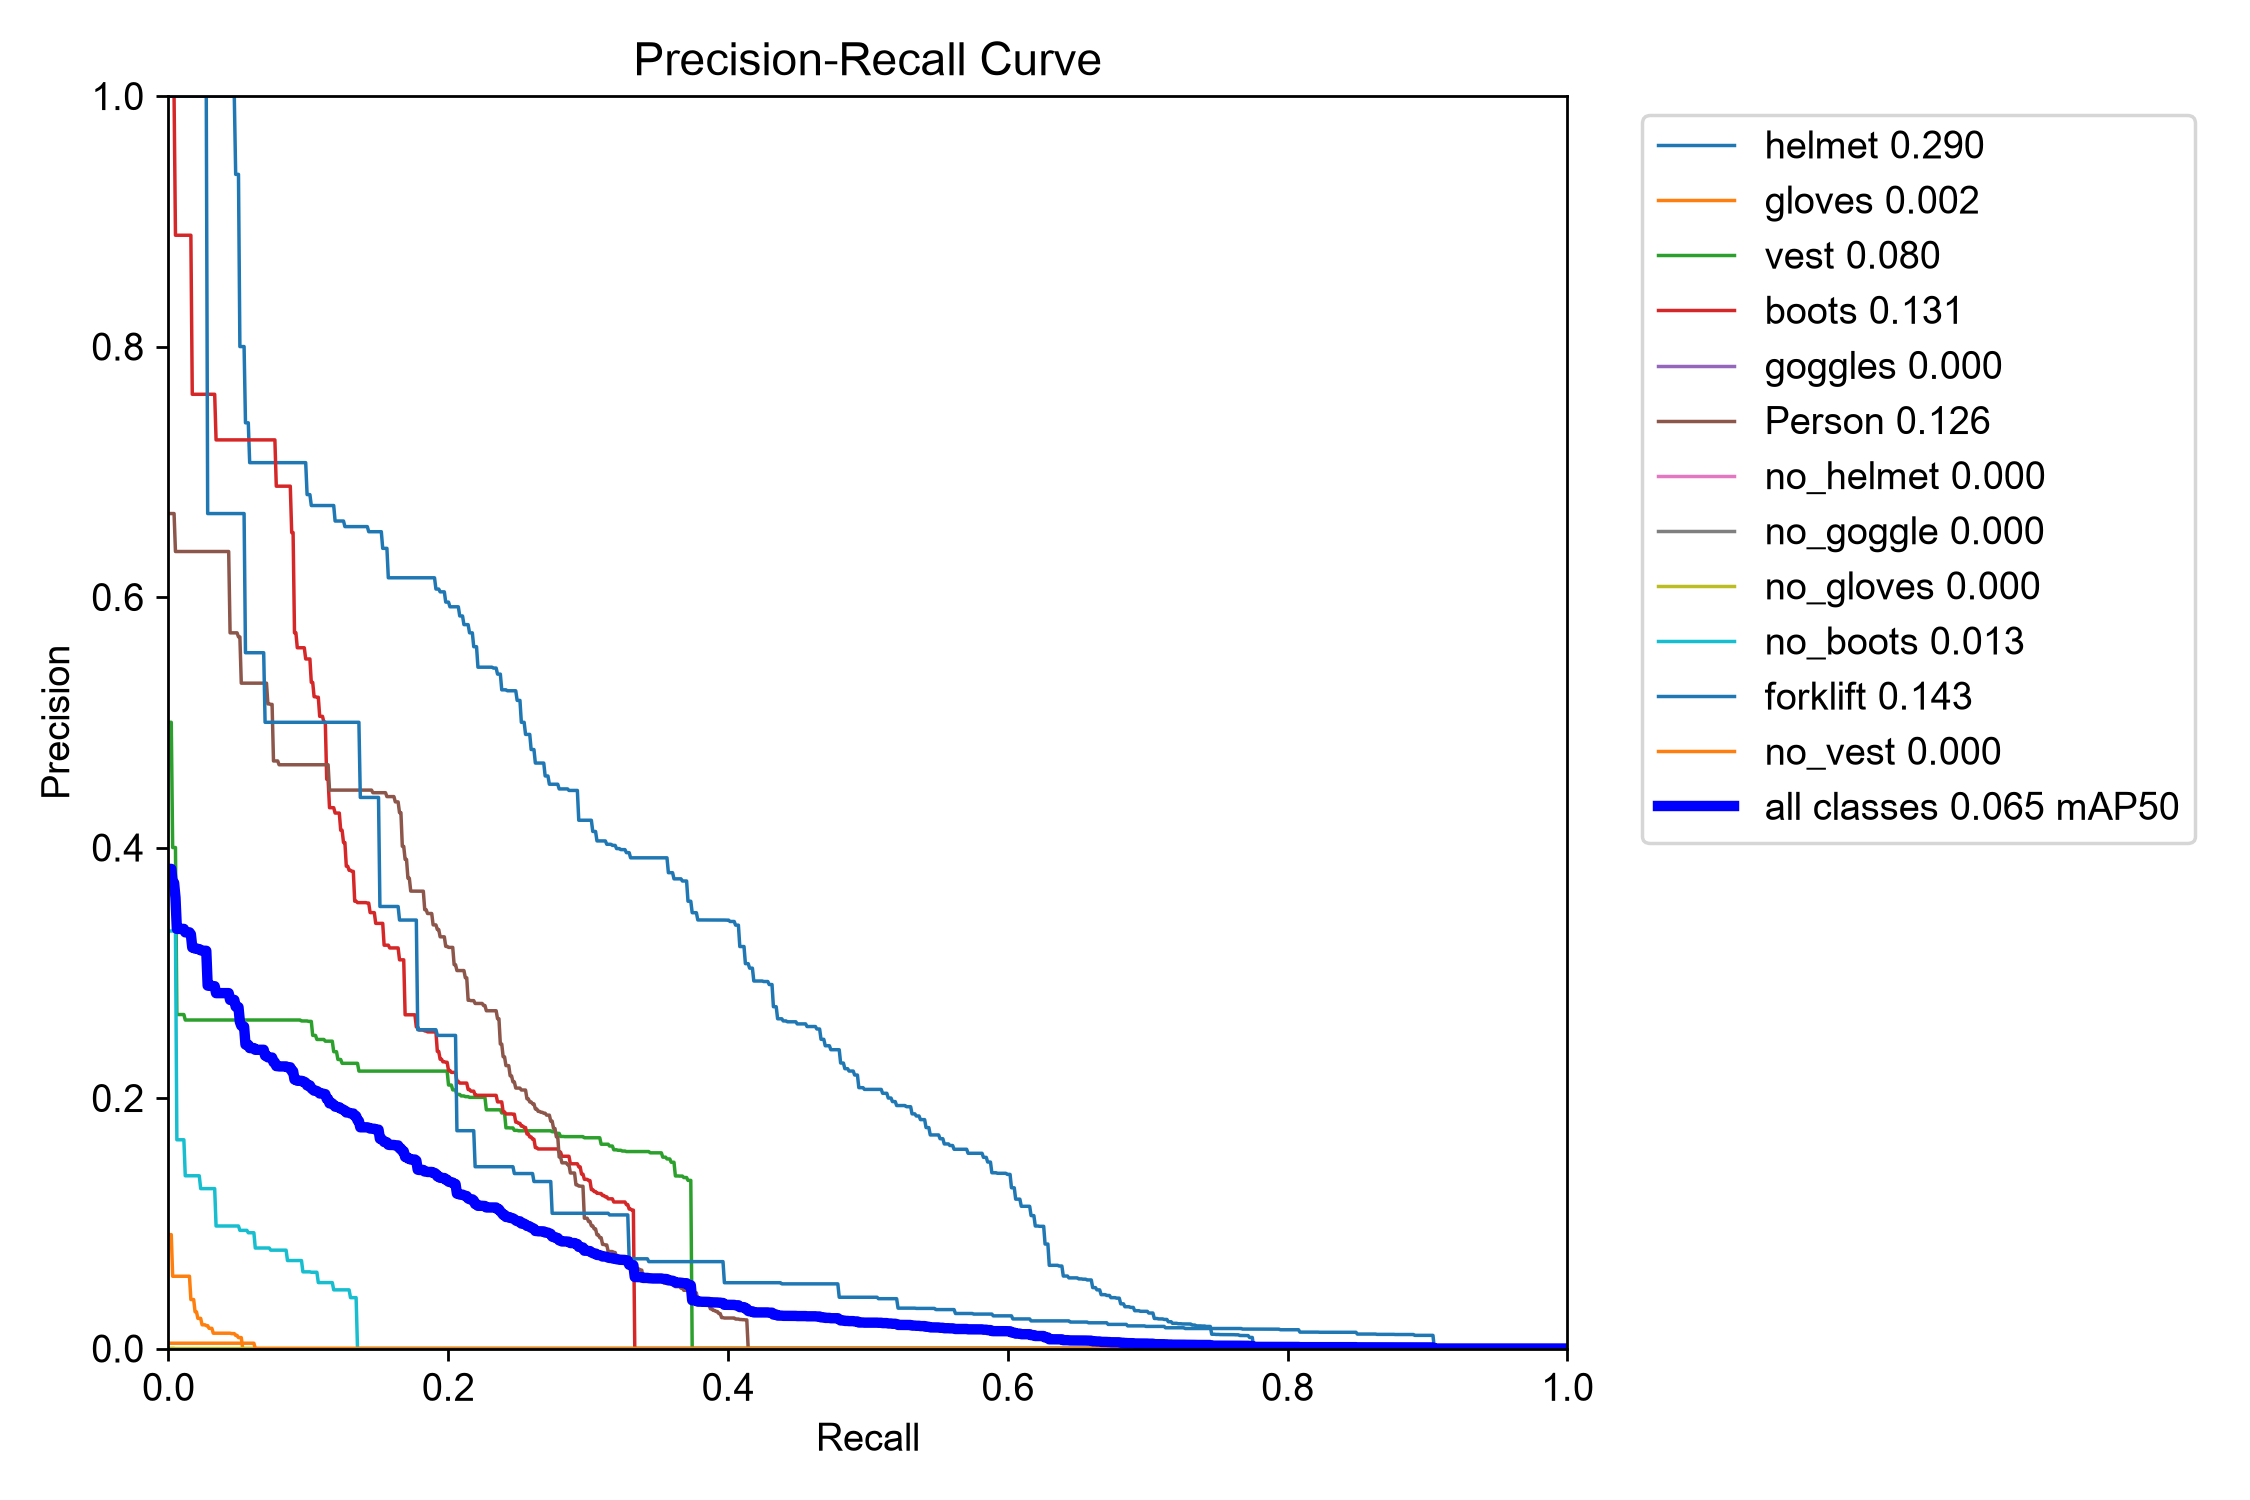 Precision-Recall Curve
1.0
0.8
0.6
0.4
0.2
0.0
Precision
0.0 0.2 0.4 0.6 0.8 1.0
Recall
helmet 0.290
gloves 0.002
vest 0.080
boots 0.131
goggles 0.000
Person 0.126
no_helmet 0.000
no_goggle 0.000
no_gloves 0.000
no_boots 0.013
forklift 0.143
no_vest 0.000
all classes 0.065 mAP50